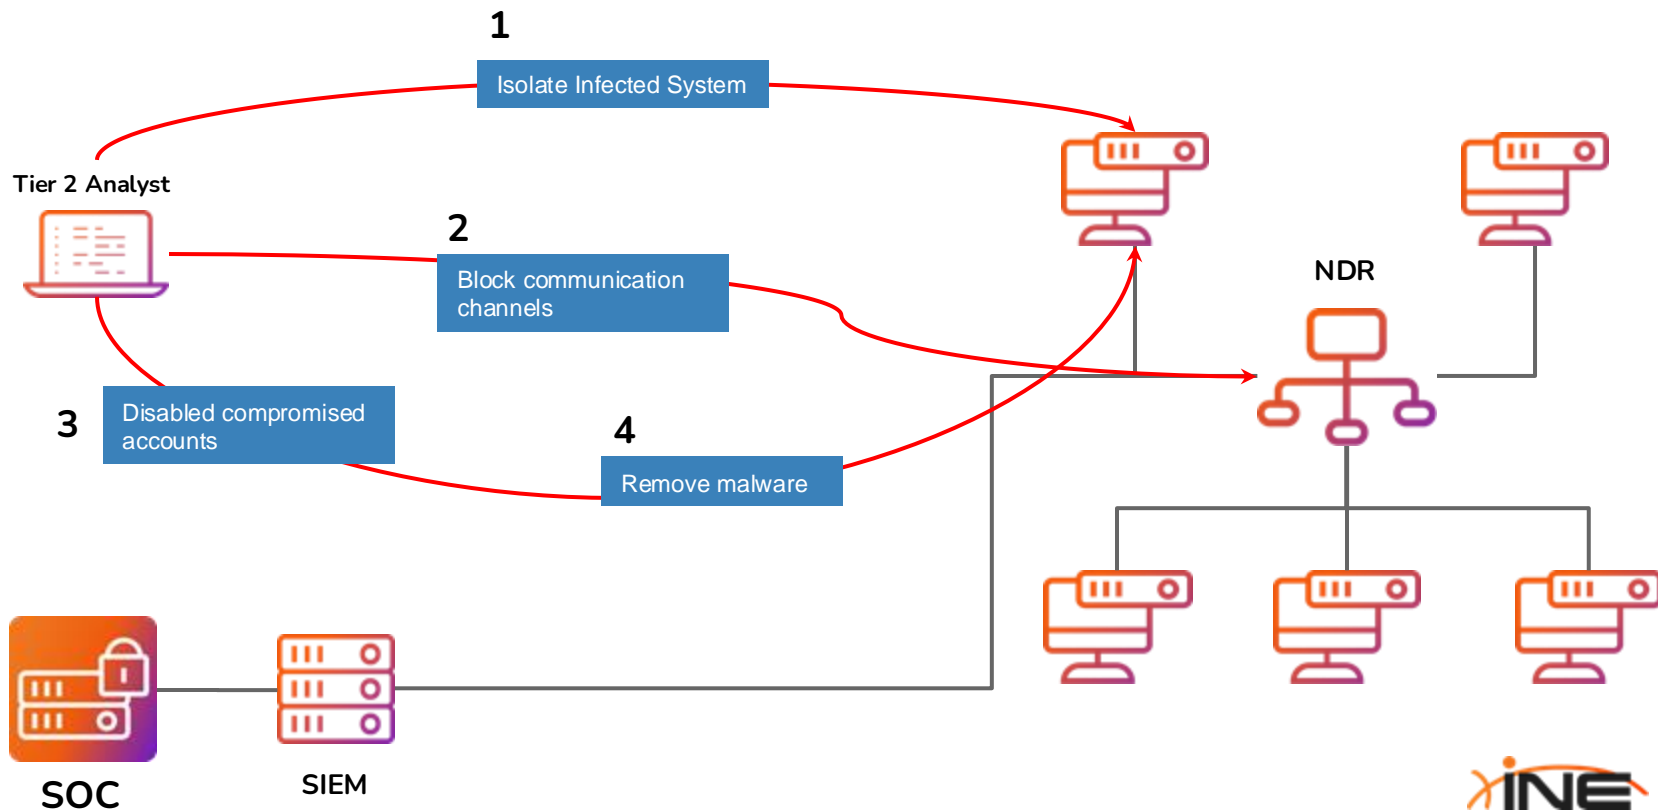 1
Isolate Infected System
Tier 2 Analyst
2
Block communication
channels
NDR
3
Disabled compromised
accounts
4
Remove malware
SOC
SIEM
INE